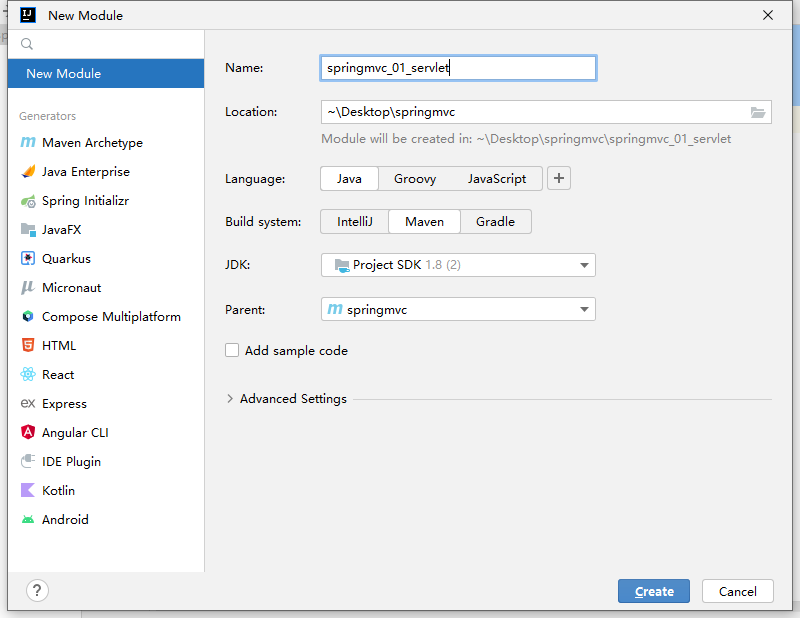 New Module
New Module
Generators
Maven Archetype
Java Enterprise
Spring Initializr
JavaFX
Quarkus
Micronaut
Compose Multiplatform
HTML
React
Express
Angular CLI
IDE Plugin
Kotlin
Android
Name: springmvc_01_servlet
Location: ~\Desktop\springmvc
Module will be created in: ~\Desktop\springmvc\springmvc_01_servlet
Language: Java Groovy JavaScript +
Build system: IntelliJ Maven Gradle
JDK: Project SDK 1.8 (2)
Parent: springmvc
Add sample code
Advanced Settings
? Create Cancel